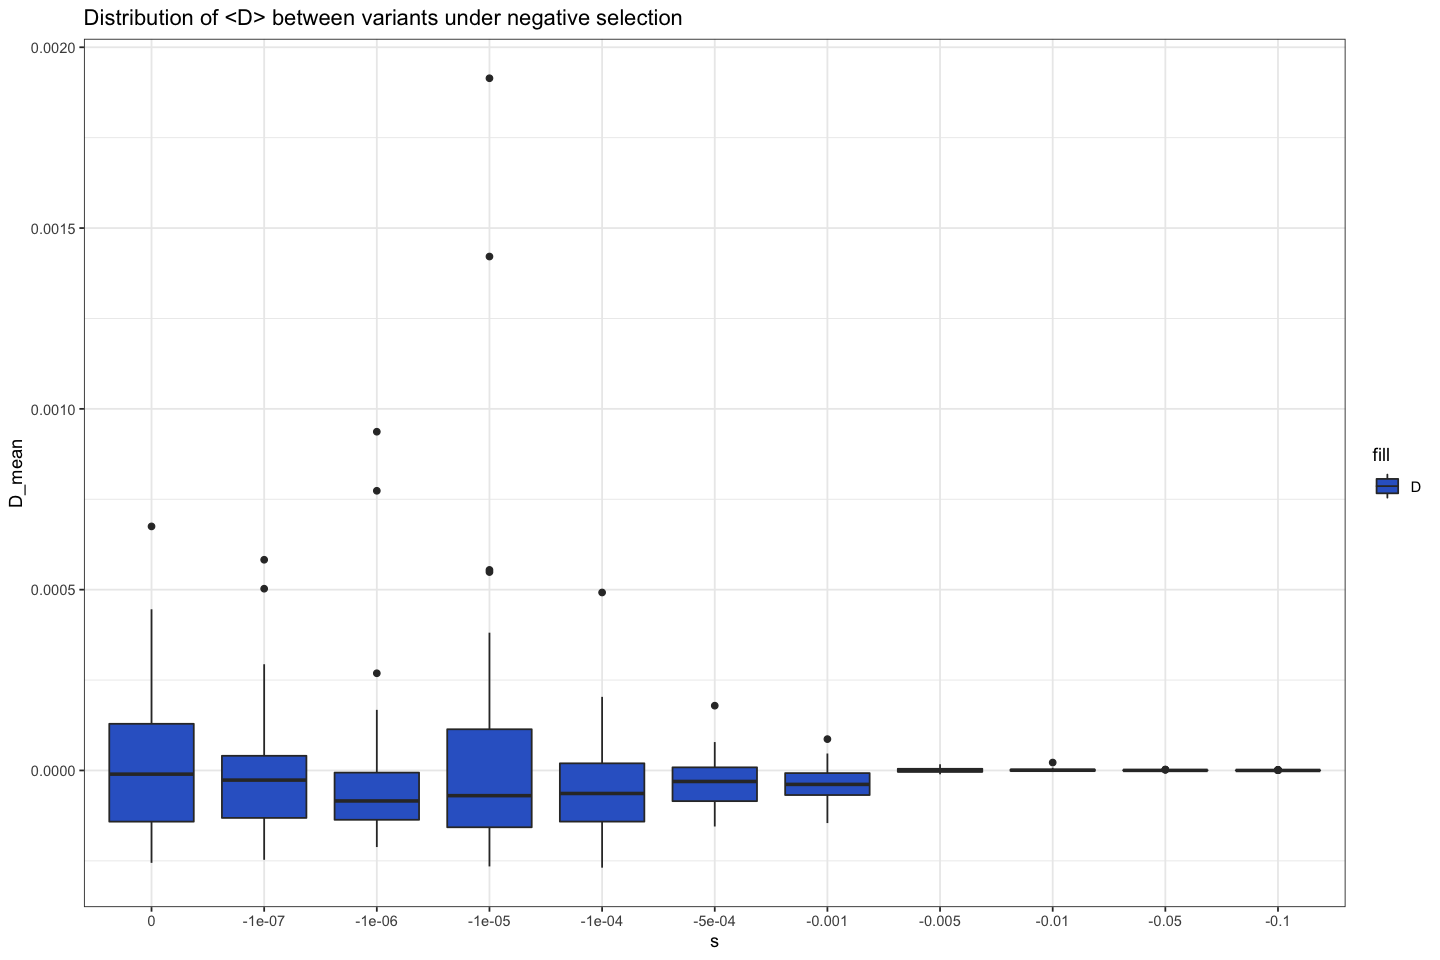 Distribution of <D> between variants under negative selection
0.0020
0.0015
0.0010
0.0005
0.0000
D_mean
0 -1e-07 -1e-06 -1e-05 -1e-04 -5e-04 -0.001 -0.005 -0.01 -0.05 -0.1
s
fill
D